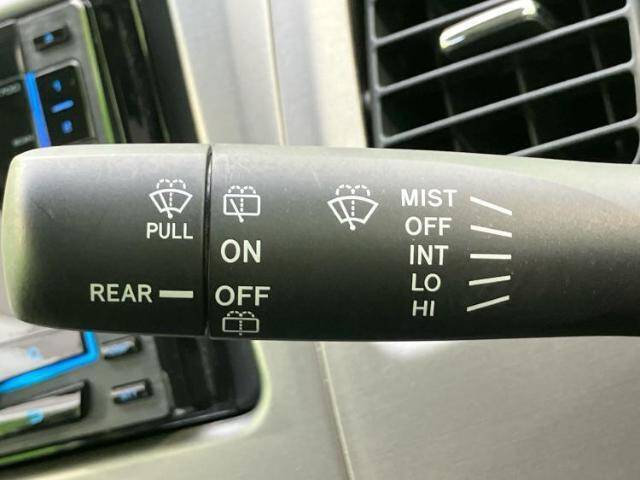 MIST
OFF
PULL
ON
INT
REAR
OFF
LO
HI